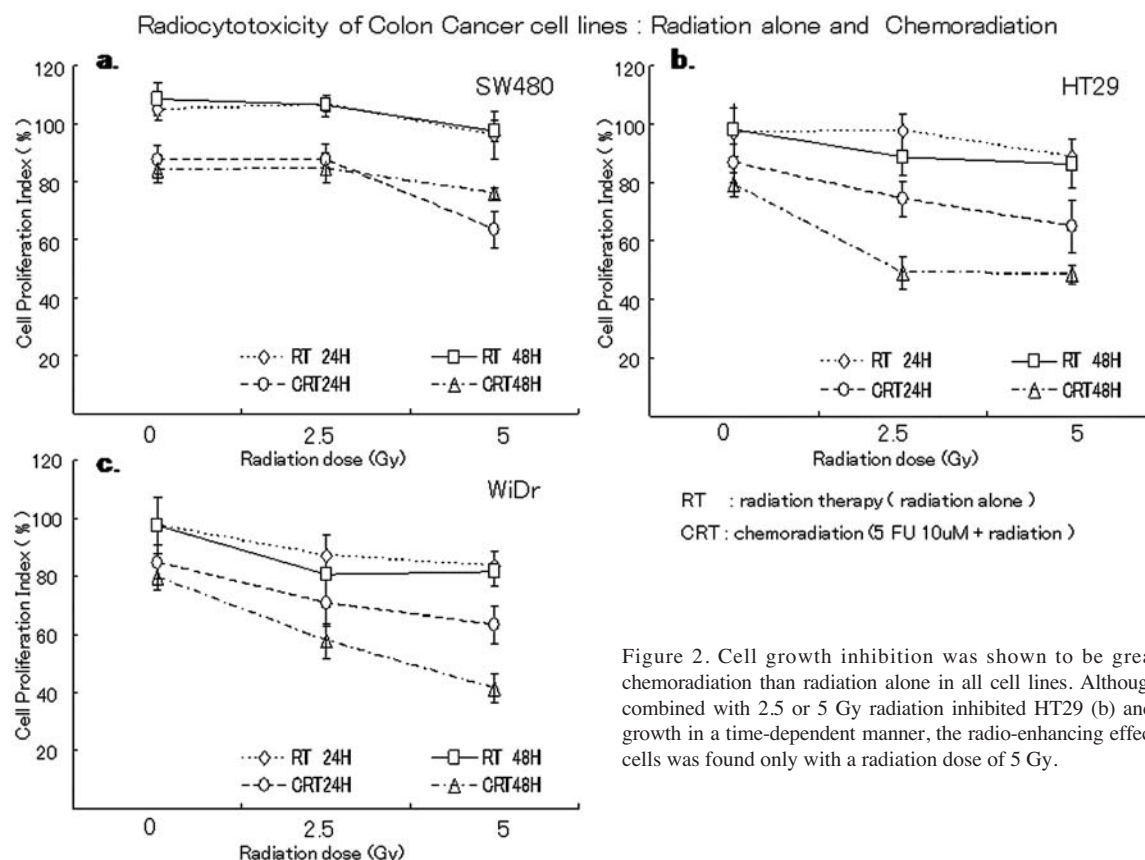 Radiocytotoxicity of Colon Cancer cell lines : Radiation alone and Chemoradiation
a.
SW480
Cell Proliferation Index ( % )
120
100
80
60
40
20
RT 24H
RT 48H
CRT24H
CRT48H
0
2.5
5
Radiation dose (Gy)
b.
HT29
Cell Proliferation Index ( % )
120
100
80
60
40
20
RT 24H
RT 48H
CRT24H
CRT48H
0
2.5
5
Radiation dose (Gy)
c.
WiDr
Cell Proliferation Index ( % )
120
100
80
60
40
20
RT 24H
RT 48H
CRT24H
CRT48H
0
2.5
5
Radiation dose (Gy)
RT : radiation therapy ( radiation alone )
CRT : chemoradiation (5 FU 10uM + radiation )
Figure 2. Cell growth inhibition was shown to be grea
chemoradiation than radiation alone in all cell lines. Althoug
combined with 2.5 or 5 Gy radiation inhibited HT29 (b) and
growth in a time-dependent manner, the radio-enhancing effec
cells was found only with a radiation dose of 5 Gy.